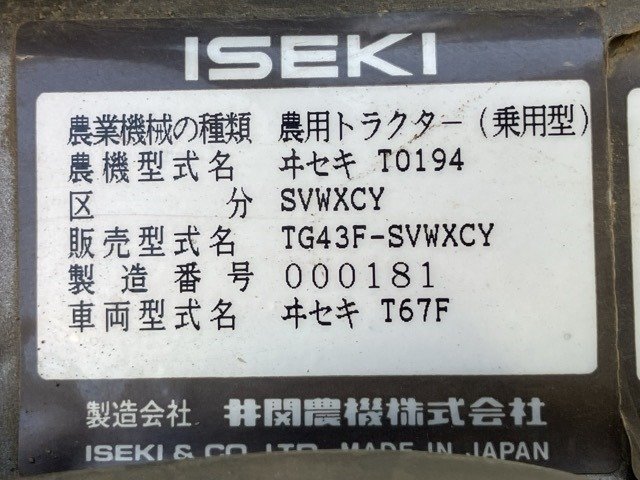 ISEKI
農業機械の種類 農用トラクター(乗用型)
農機型式名 ヰセキ T0194
区分 SVWXCY
販売型式名 TG43F-SVWXCY
製造番号 000181
車両型式名 ヰセキ T67F
製造会社 井関農機株式会社
ISEKI & CO. LTD. MADE IN JAPAN